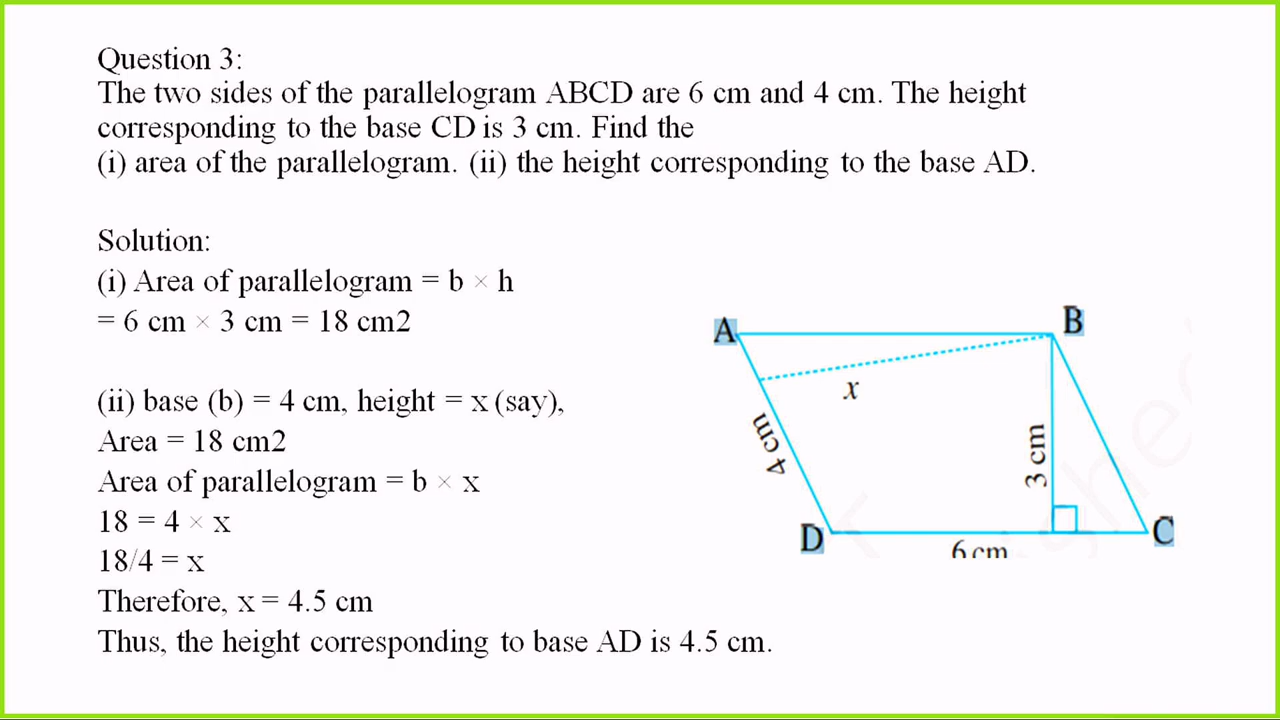 Question 3:
The two sides of the parallelogram ABCD are 6 cm and 4 cm. The height
corresponding to the base CD is 3 cm. Find the
(i) area of the parallelogram. (ii) the height corresponding to the base AD.
Solution:
(i) Area of parallelogram = b × h
= 6 cm × 3 cm = 18 cm2
(ii) base (b) = 4 cm, height = x (say),
Area = 18 cm2
Area of parallelogram = b × x
18 = 4 × x
18/4 = x
Therefore, x = 4.5 cm
Thus, the height corresponding to base AD is 4.5 cm.
A
B
x
4 cm
3 cm
D
C
6 cm